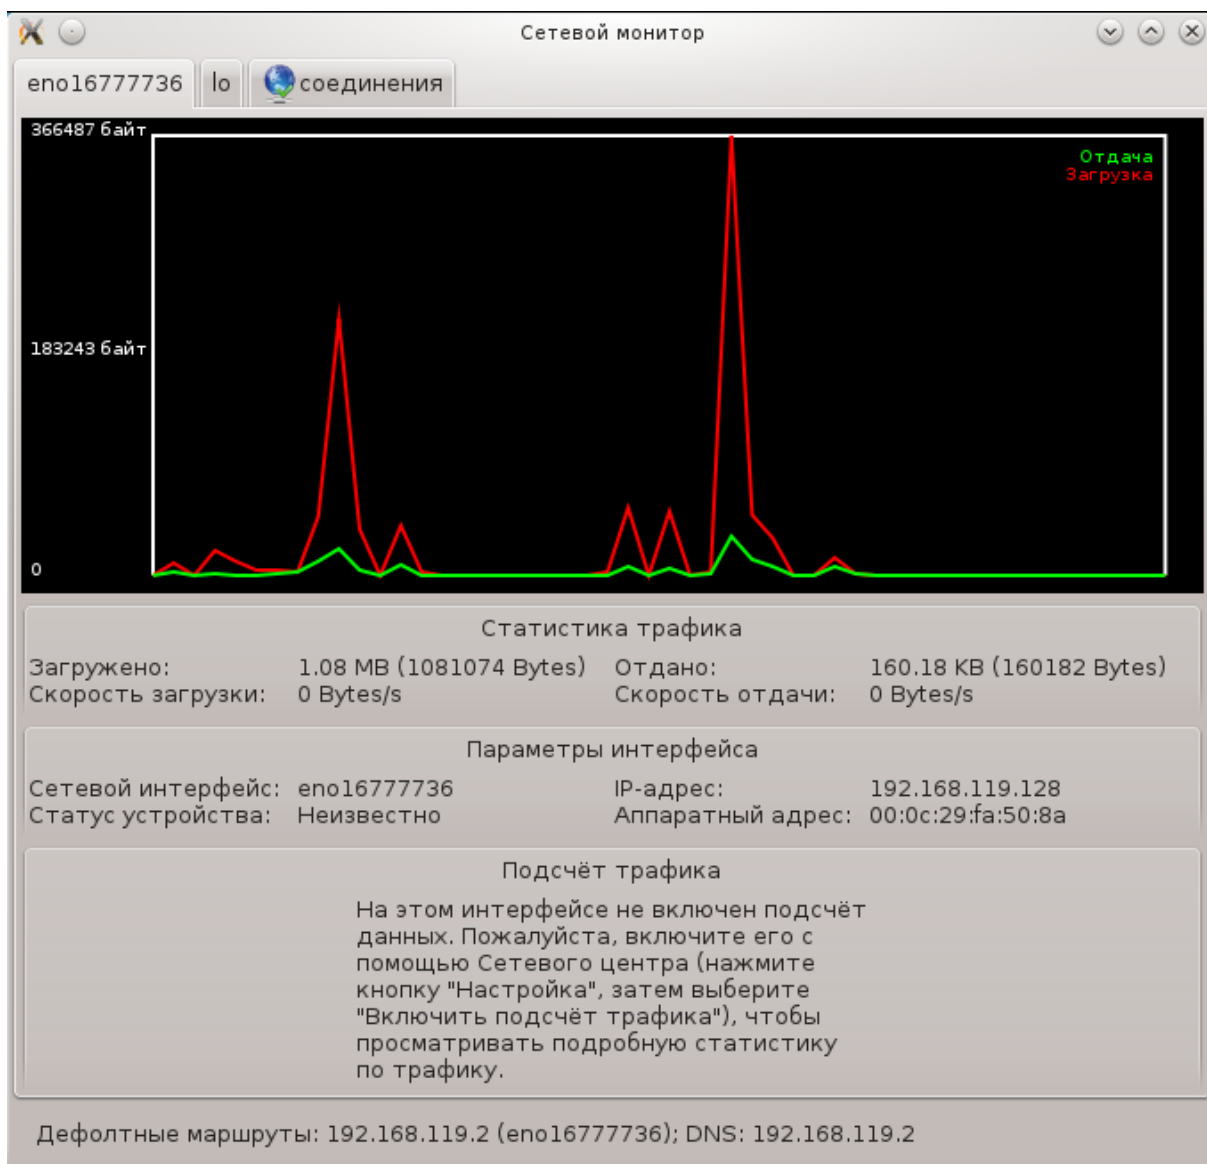 Сетевой монитор
eno16777736 lo соединения
366487 байт
Отдача
Загрузка
183243 байт
0
Статистика трафика
Загружено: 1.08 MB (1081074 Bytes) Отдано: 160.18 KB (160182 Bytes)
Скорость загрузки: 0 Bytes/s Скорость отдачи: 0 Bytes/s
Параметры интерфейса
Сетевой интерфейс: eno16777736 IP-адрес: 192.168.119.128
Статус устройства: Неизвестно Аппаратный адрес: 00:0c:29:fa:50:8a
Подсчёт трафика
На этом интерфейсе не включен подсчёт
данных. Пожалуйста, включите его с
помощью Сетевого центра (нажмите
кнопку "Настройка", затем выберите
"Включить подсчёт трафика"), чтобы
просматривать подробную статистику
по трафику.
Дефолтные маршруты: 192.168.119.2 (eno16777736); DNS: 192.168.119.2